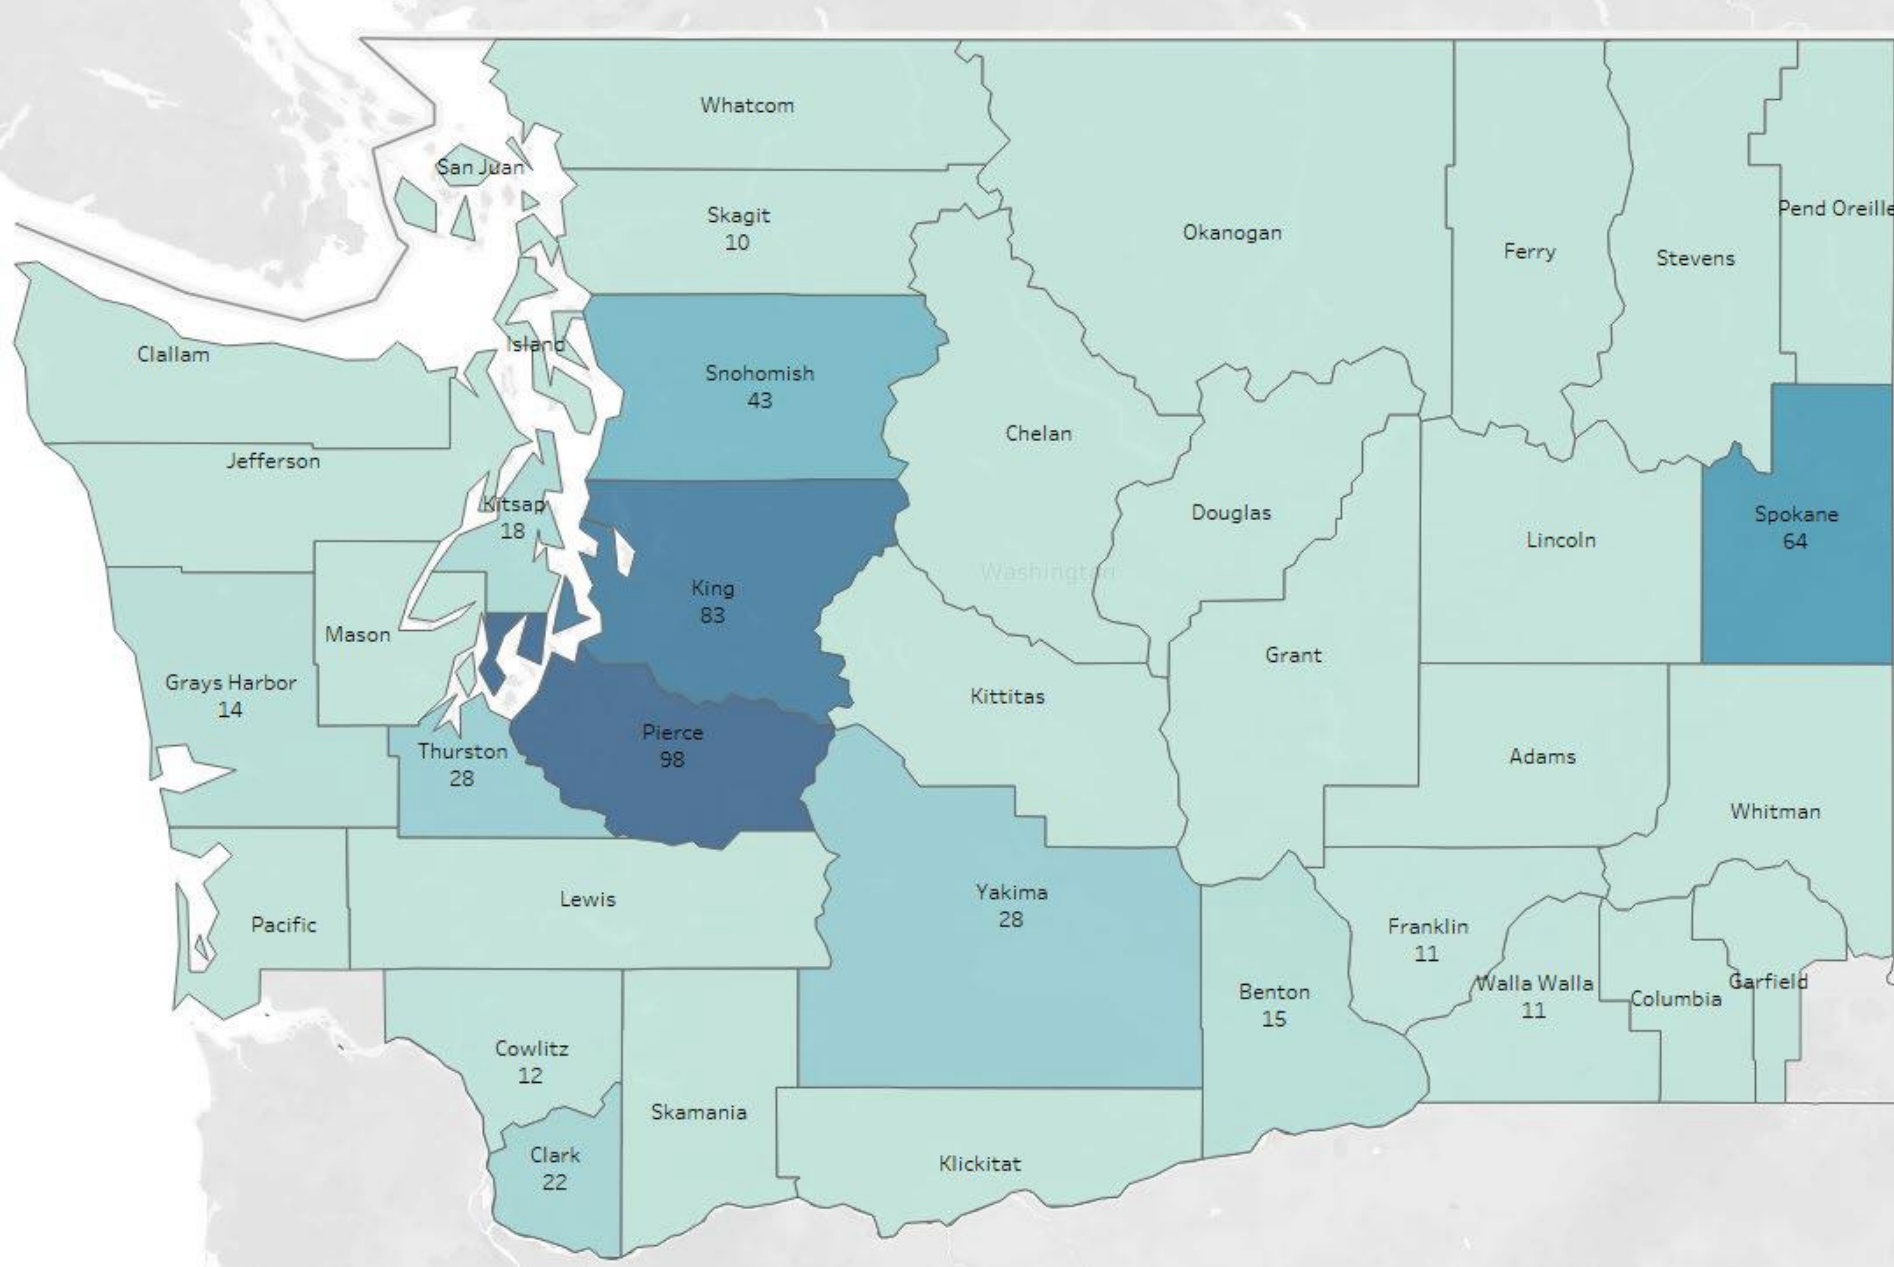 Whatcom
San Juan
Skagit
10
Okanogan
Ferry
Stevens
Pend Oreille
Clallam
Island
Snohomish
43
Chelan
Jefferson
Kitsap
18
Douglas
Lincoln
Spokane
64
Washington
King
83
Mason
Grant
Grays Harbor
14
Kittitas
Thurston
28
Pierce
98
Adams
Whitman
Yakima
28
Lewis
Pacific
Franklin
11
Walla Walla
11
Columbia
Garfield
Benton
15
Cowlitz
12
Skamania
Clark
22
Klickitat